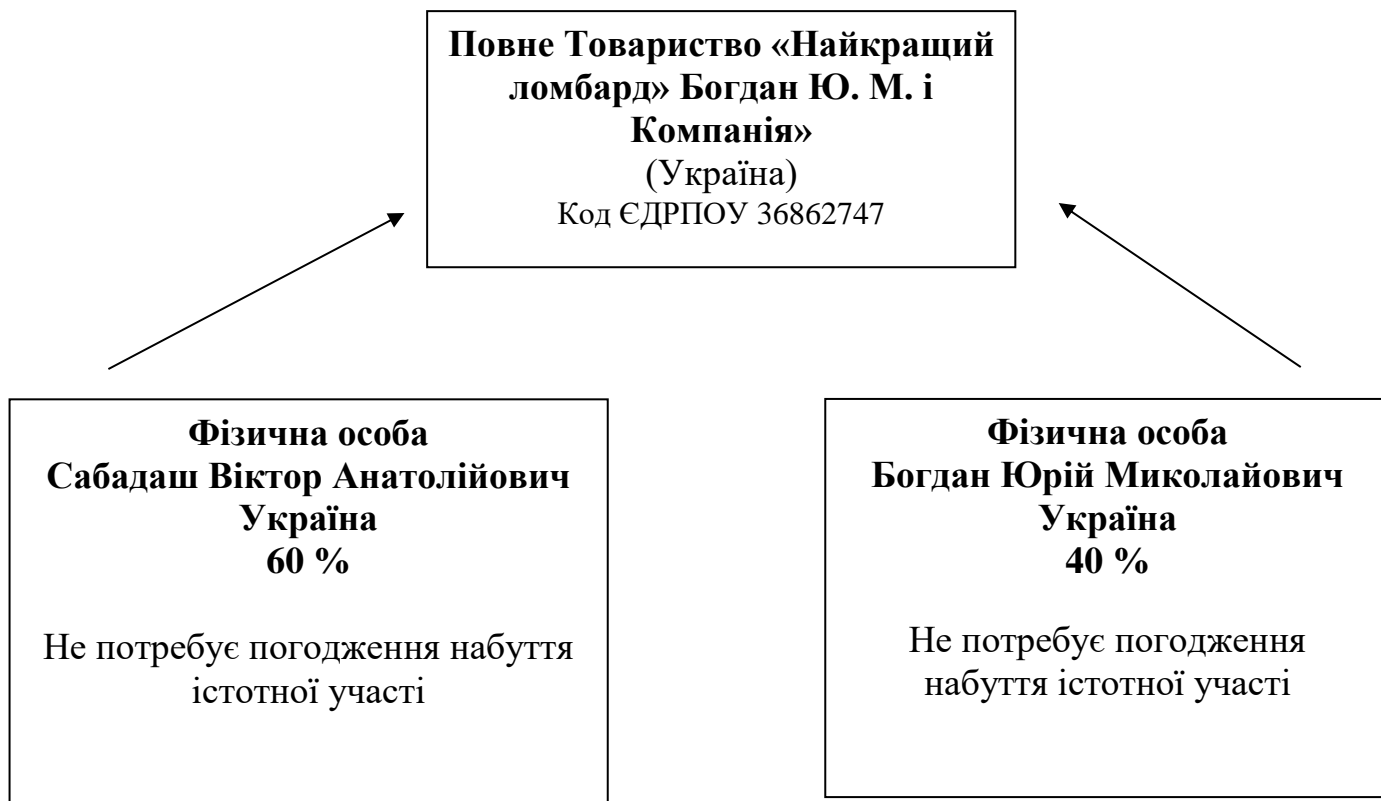 Повне Товариство «Найкращий
ломбард» Богдан Ю. М. і
Компанія»
(Україна)
Код ЄДРПОУ 36862747
Фізична особа
Сабадаш Віктор Анатолійович
Україна
60 %
Не потребує погодження набуття
істотної участі
Фізична особа
Богдан Юрій Миколайович
Україна
40 %
Не потребує погодження
набуття істотної участі